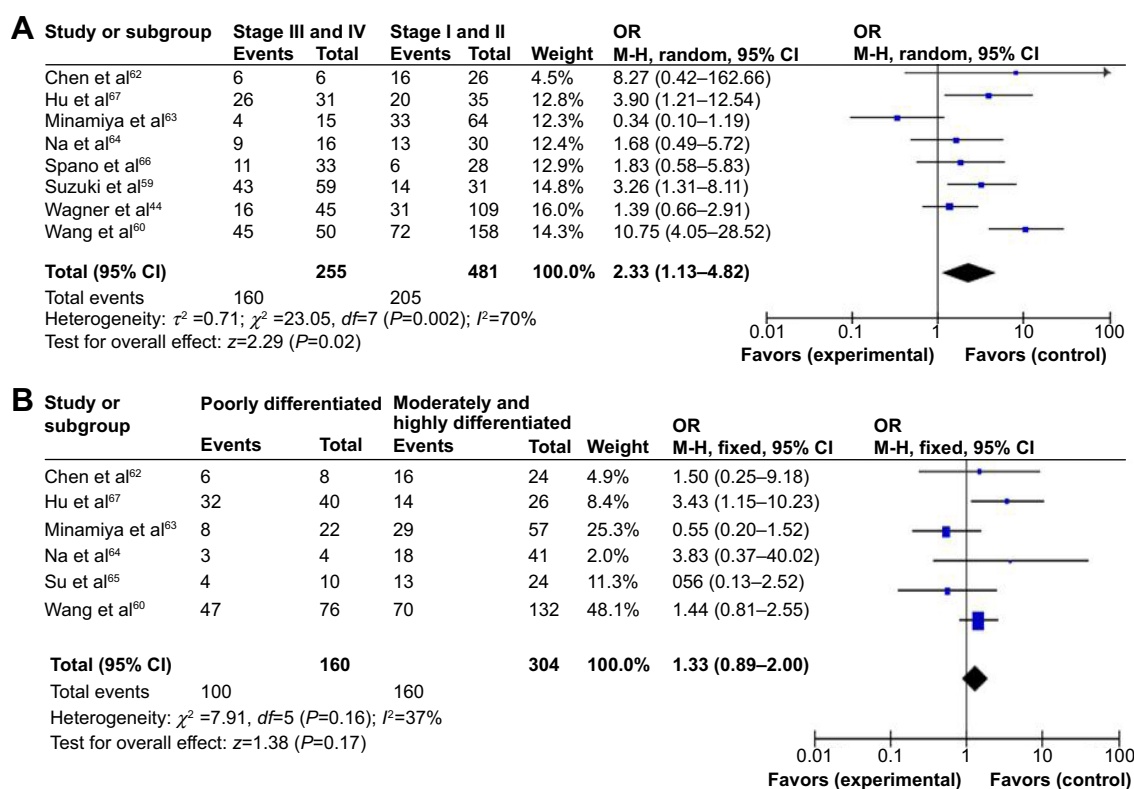 A Study or subgroup Stage III and IV Stage I and II OR OR
Events Total Events Total Weight M-H, random, 95% CI M-H, random, 95% CI
Chen et al62 6 6 16 26 4.5% 8.27 (0.42–162.66)
Hu et al67 26 31 20 35 12.8% 3.90 (1.21–12.54)
Minamiya et al63 4 15 33 64 12.3% 0.34 (0.10–1.19)
Na et al64 9 16 13 30 12.4% 1.68 (0.49–5.72)
Spano et al66 11 33 6 28 12.9% 1.83 (0.58–5.83)
Suzuki et al59 43 59 14 31 14.8% 3.26 (1.31–8.11)
Wagner et al44 16 45 31 109 16.0% 1.39 (0.66–2.91)
Wang et al60 45 50 72 158 14.3% 10.75 (4.05–28.52)
Total (95% CI) 255 481 100.0% 2.33 (1.13–4.82)
Total events 160 205
Heterogeneity: τ² =0.71; χ² =23.05, df=7 (P=0.002); I²=70%
Test for overall effect: z=2.29 (P=0.02)
0.01 0.1 1 10 100
Favors (experimental) Favors (control)
B Study or subgroup Poorly differentiated Moderately and highly differentiated OR OR
Events Total Events Total Weight M-H, fixed, 95% CI M-H, fixed, 95% CI
Chen et al62 6 8 16 24 4.9% 1.50 (0.25–9.18)
Hu et al67 32 40 14 26 8.4% 3.43 (1.15–10.23)
Minamiya et al63 8 22 29 57 25.3% 0.55 (0.20–1.52)
Na et al64 3 4 18 41 2.0% 3.83 (0.37–40.02)
Su et al65 4 10 13 24 11.3% 056 (0.13–2.52)
Wang et al60 47 76 70 132 48.1% 1.44 (0.81–2.55)
Total (95% CI) 160 304 100.0% 1.33 (0.89–2.00)
Total events 100 160
Heterogeneity: χ² =7.91, df=5 (P=0.16); I²=37%
Test for overall effect: z=1.38 (P=0.17)
0.01 0.1 1 10 100
Favors (experimental) Favors (control)